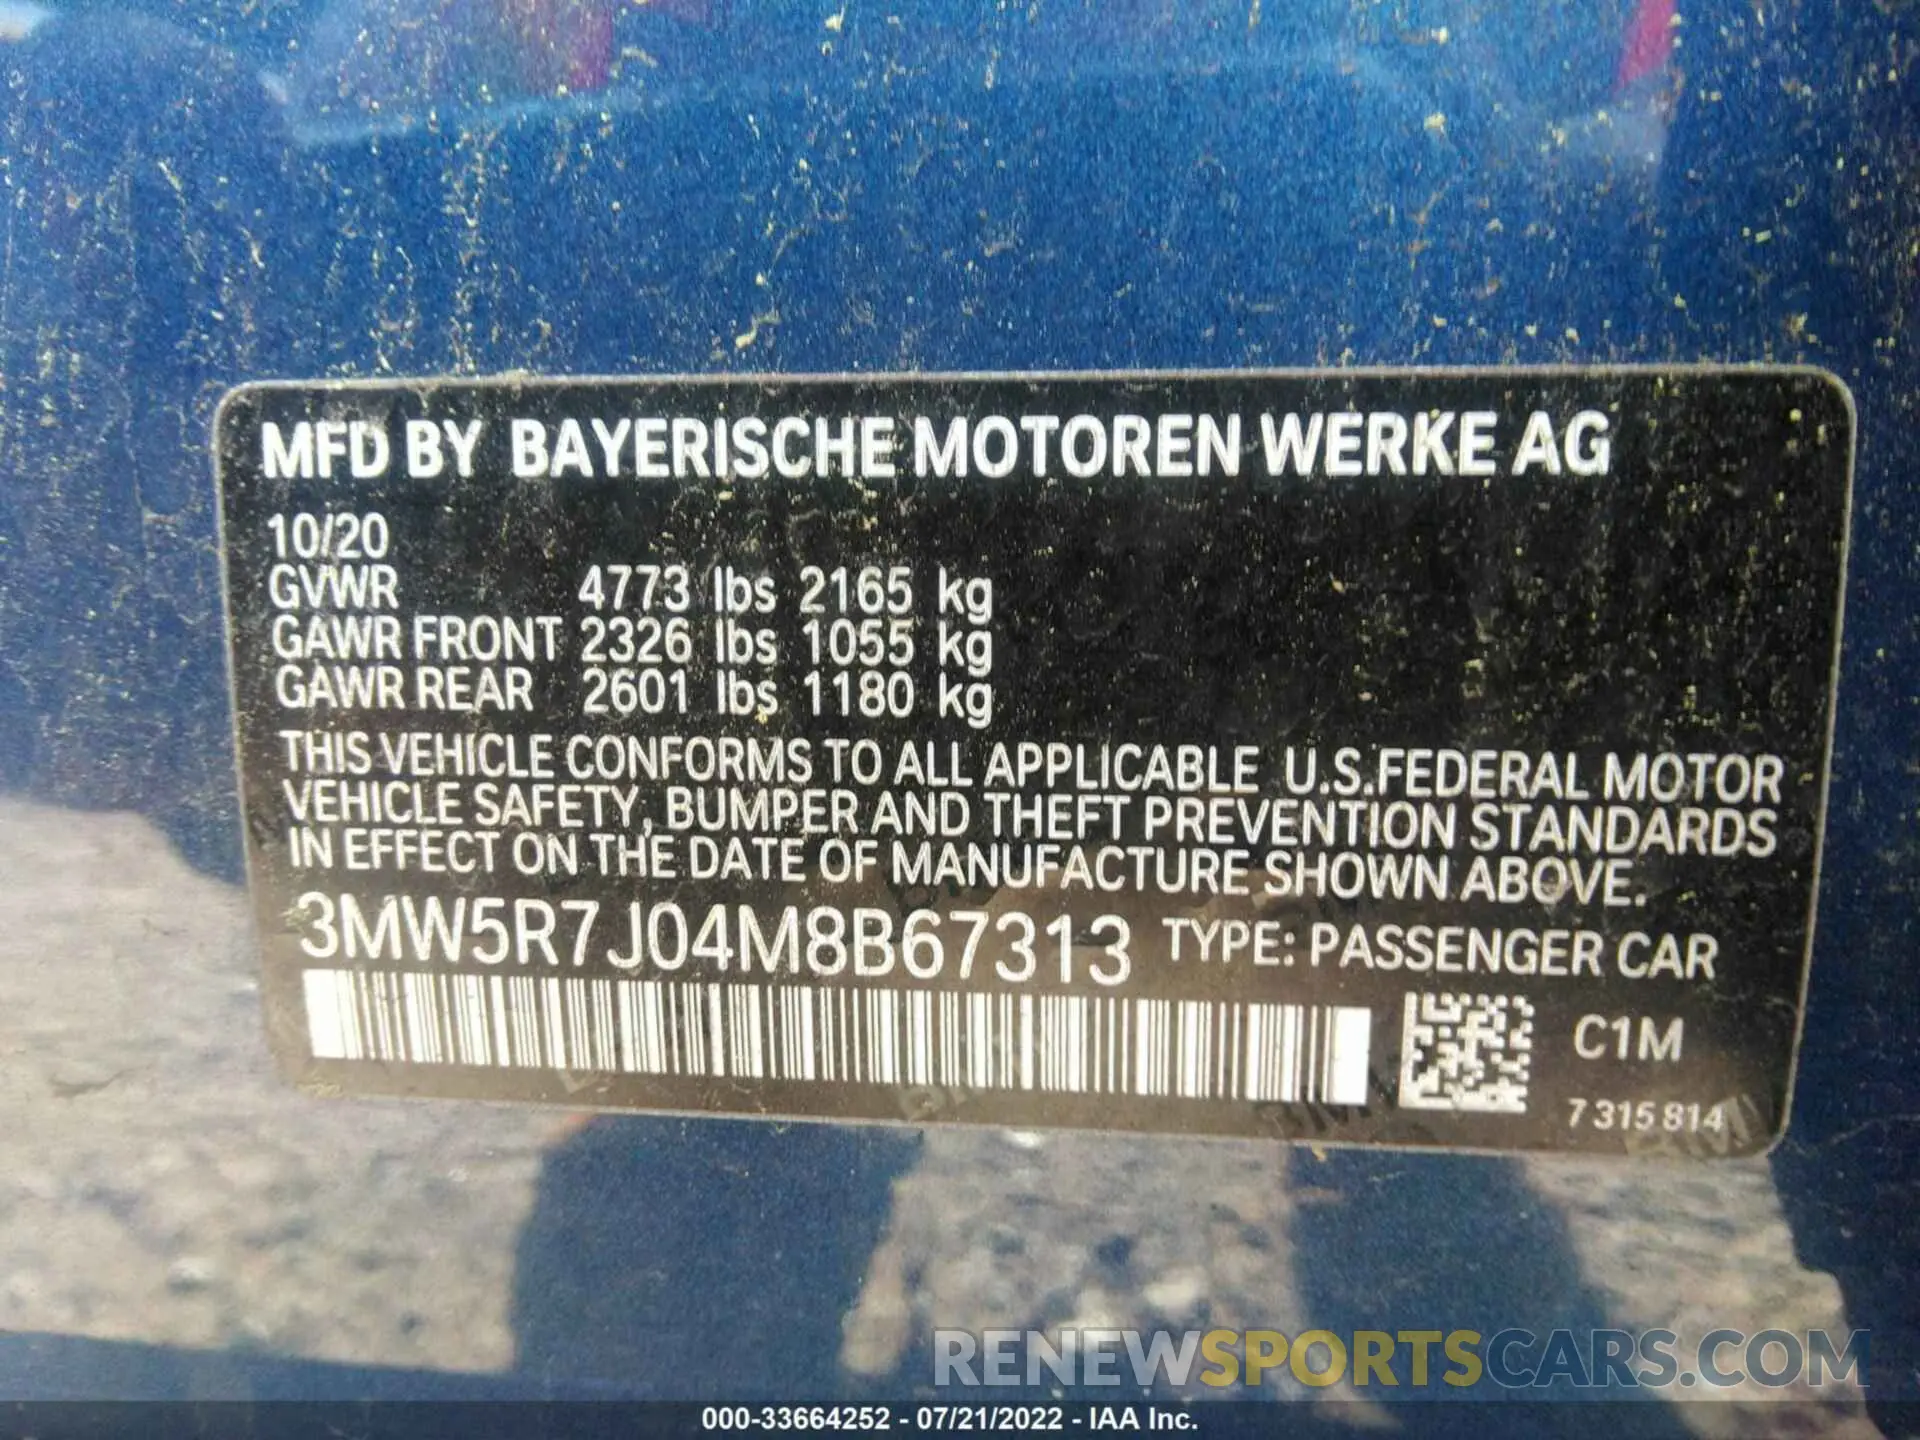 MFD BY BAYERISCHE MOTOREN WERKE AG
10/20
GVWR 4773 lbs 2165 kg
GAWR FRONT 2326 lbs 1055 kg
GAWR REAR 2601 lbs 1180 kg
THIS VEHICLE CONFORMS TO ALL APPLICABLE U.S.FEDERAL MOTOR
VEHICLE SAFETY, BUMPER AND THEFT PREVENTION STANDARDS
IN EFFECT ON THE DATE OF MANUFACTURE SHOWN ABOVE.
3MW5R7J04M8B67313 TYPE: PASSENGER CAR
C1M
7 315 814
RENEWSPORTSCARS.COM
000-33664252 - 07/21/2022 - IAA Inc.